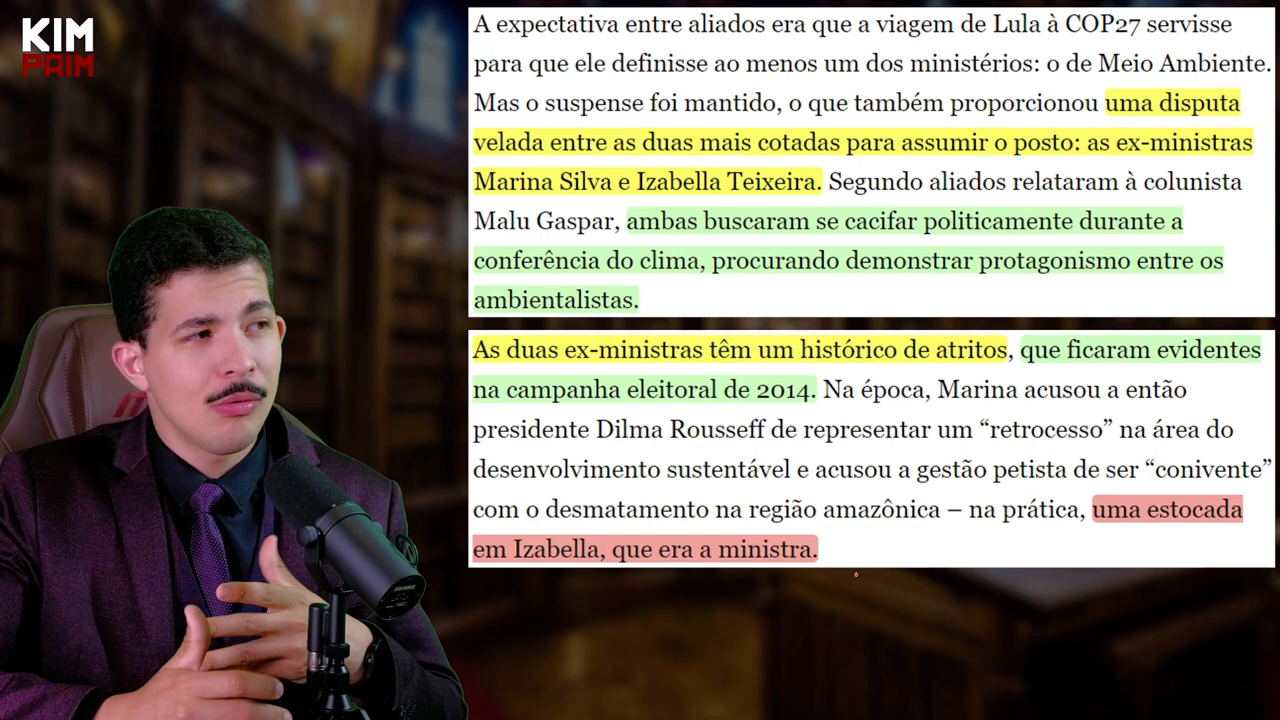 KIM
PAIM
A expectativa entre aliados era que a viagem de Lula à COP27 servisse
para que ele definisse ao menos um dos ministérios: o de Meio Ambiente.
Mas o suspense foi mantido, o que também proporcionou uma disputa
velada entre as duas mais cotadas para assumir o posto: as ex-ministras
Marina Silva e Izabella Teixeira. Segundo aliados relataram à colunista
Malu Gaspar, ambas buscaram se cacifar politicamente durante a
conferência do clima, procurando demonstrar protagonismo entre os
ambientalistas.
As duas ex-ministras têm um histórico de atritos, que ficaram evidentes
na campanha eleitoral de 2014. Na época, Marina acusou a então
presidente Dilma Rousseff de representar um “retrocesso” na área do
desenvolvimento sustentável e acusou a gestão petista de ser “conivente”
com o desmatamento na região amazônica – na prática, uma estocada
em Izabella, que era a ministra.